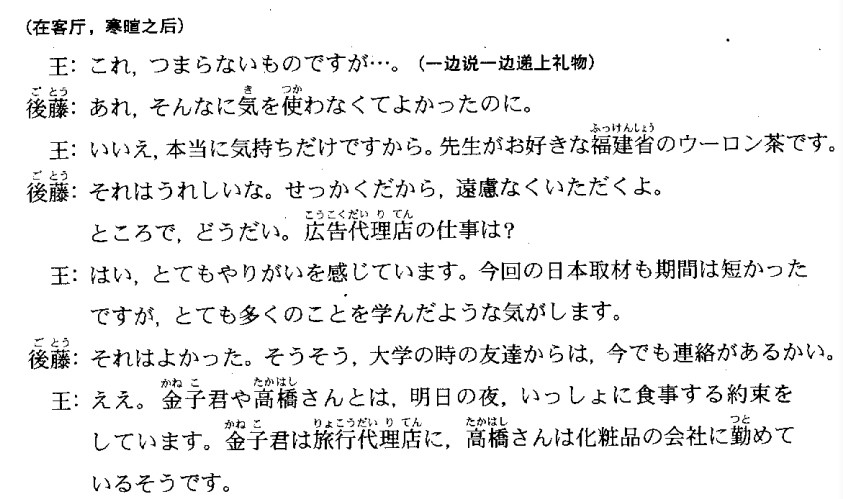 (在客厅，寒暄之后)
王: これ, つまらないものですが…。(一边说一边递上礼物)
後藤: あれ, そんなに気を使わなくてよかったのに。
王: いいえ, 本当に気持ちだけですから。先生がお好きな福建省のウーロン茶です。
後藤: それはうれしいな。せっかくだから, 遠慮なくいただくよ。
ところで, どうだい。広告代理店の仕事は?
王: はい, とてもやりがいを感じています。今回の日本取材も期間は短かった
ですが, とても多くのことを学んだような気がします。
後藤: それはよかった。そうそう, 大学の時の友達からは, 今でも連絡があるかい。
王: ええ。金子君や高橋さんとは, 明日の夜, いっしょに食事する約束を
しています。金子君は旅行代理店に, 高橋さんは化粧品の会社に勤めて
いるそうです。